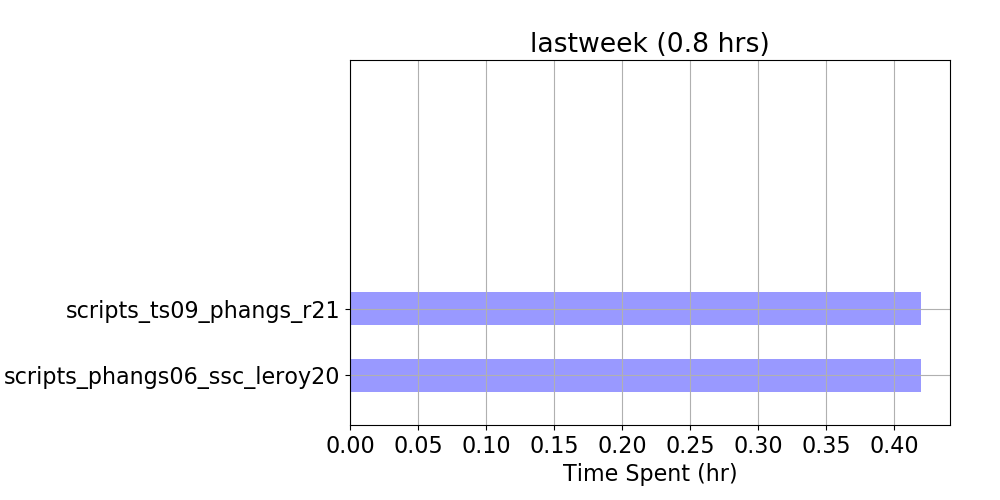 lastweek (0.8 hrs)
scripts_ts09_phangs_r21
scripts_phangs06_ssc_leroy20
0.00 0.05 0.10 0.15 0.20 0.25 0.30 0.35 0.40
Time Spent (hr)